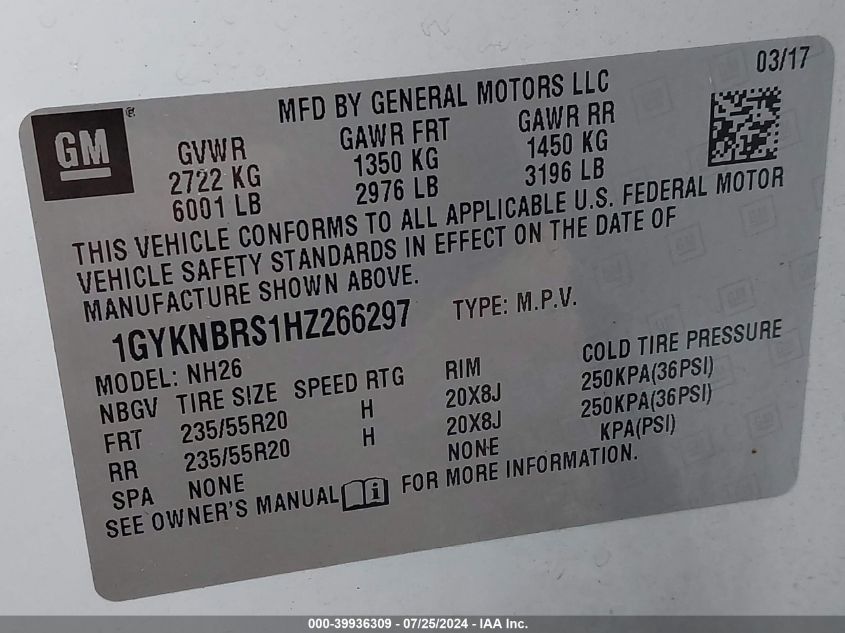 03/17
MFD BY GENERAL MOTORS LLC
GM®
GVWR GAWR FRT GAWR RR
2722 KG 1350 KG 1450 KG
6001 LB 2976 LB 3196 LB
THIS VEHICLE CONFORMS TO ALL APPLICABLE U.S. FEDERAL MOTOR
VEHICLE SAFETY STANDARDS IN EFFECT ON THE DATE OF
MANUFACTURE SHOWN ABOVE.
1GYKNBRS1HZ266297 TYPE: M.P.V.
MODEL: NH26
NBGV TIRE SIZE SPEED RTG RIM COLD TIRE PRESSURE
FRT 235/55R20 H 20X8J 250KPA(36PSI)
RR 235/55R20 H 20X8J 250KPA(36PSI)
SPA NONE NONE KPA(PSI)
SEE OWNER'S MANUAL i FOR MORE INFORMATION.
000-39936309 / 07/25/2024 - IAA Inc.